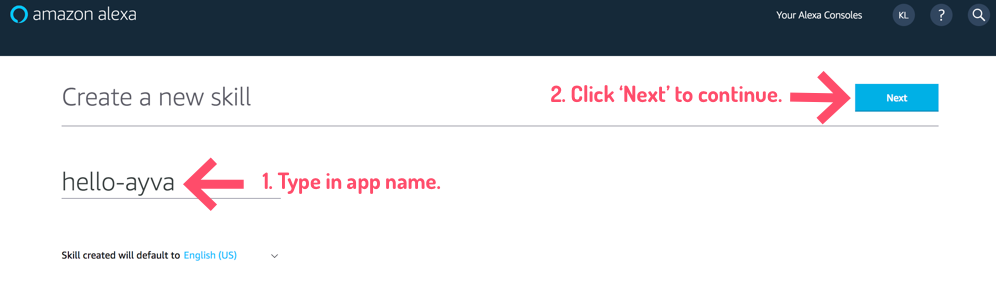 amazon alexa
Your Alexa Consoles
KL
?
Create a new skill
2. Click ‘Next’ to continue.
Next
hello-ayva
1. Type in app name.
Skill created will default to English (US)